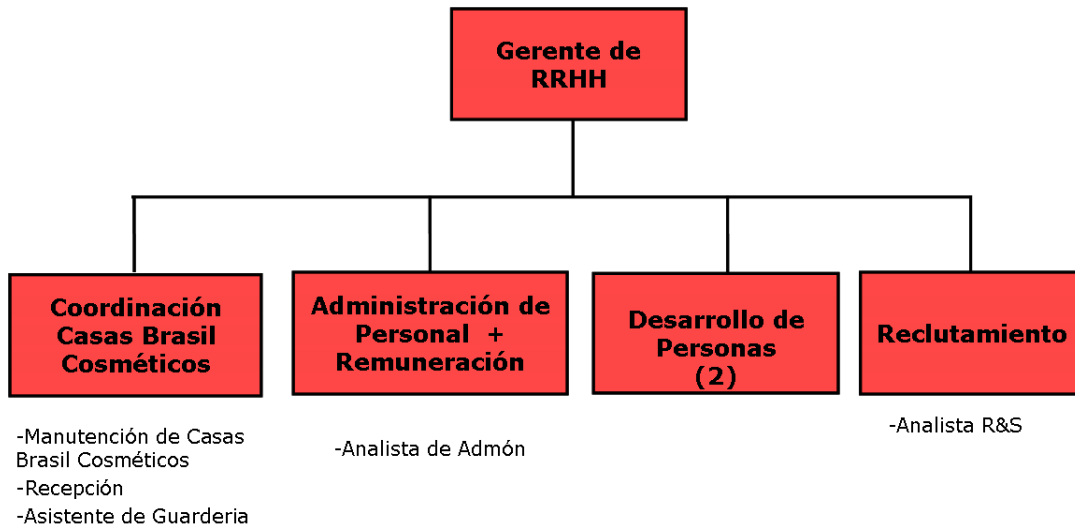 Gerente de
RRHH
Coordinación
Casas Brasil
Cosméticos
Administración de
Personal +
Remuneración
Desarrollo de
Personas
(2)
Reclutamiento
-Manutención de Casas
Brasil Cosméticos
-Recepción
-Asistente de Guarderia
-Analista de Admón
-Analista R&S